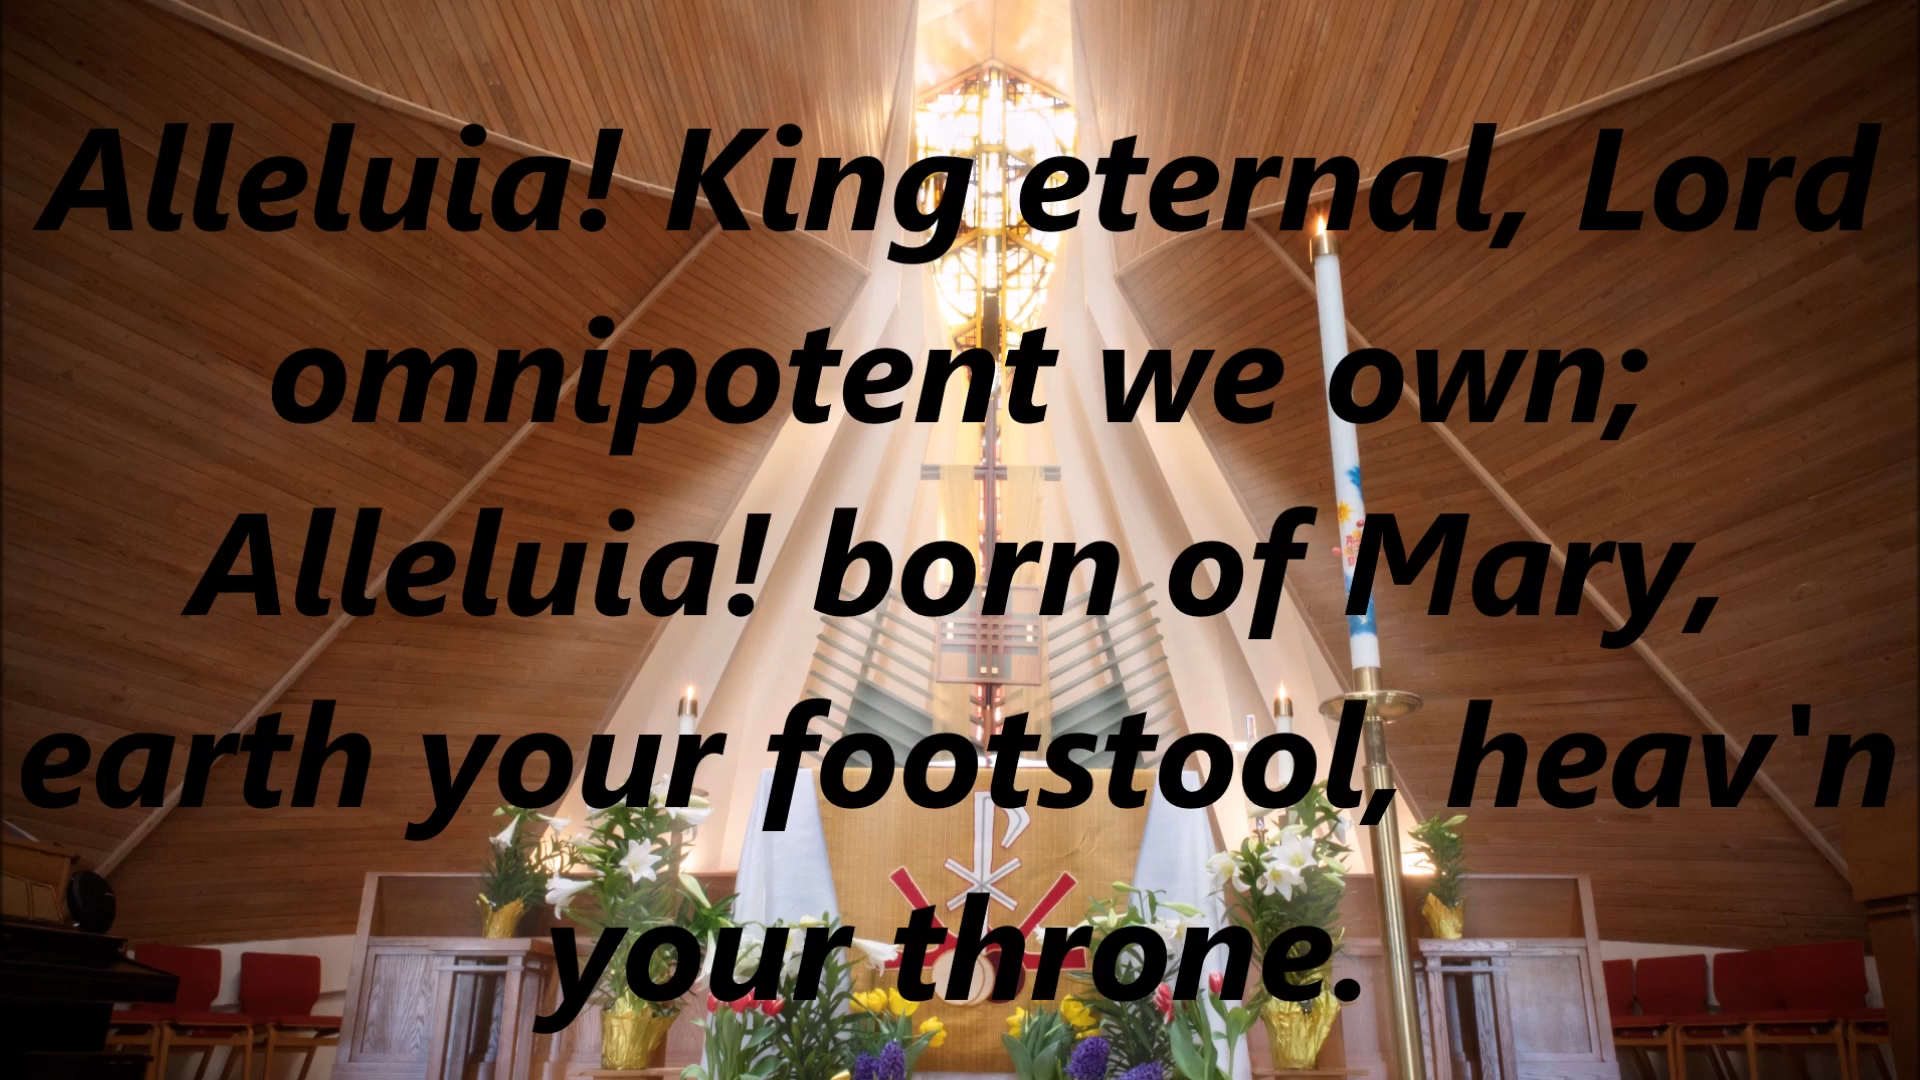 Alleluia! King eternal, Lord
omnipotent we own;
Alleluia! born of Mary,
earth your footstool, heav'n
your throne.